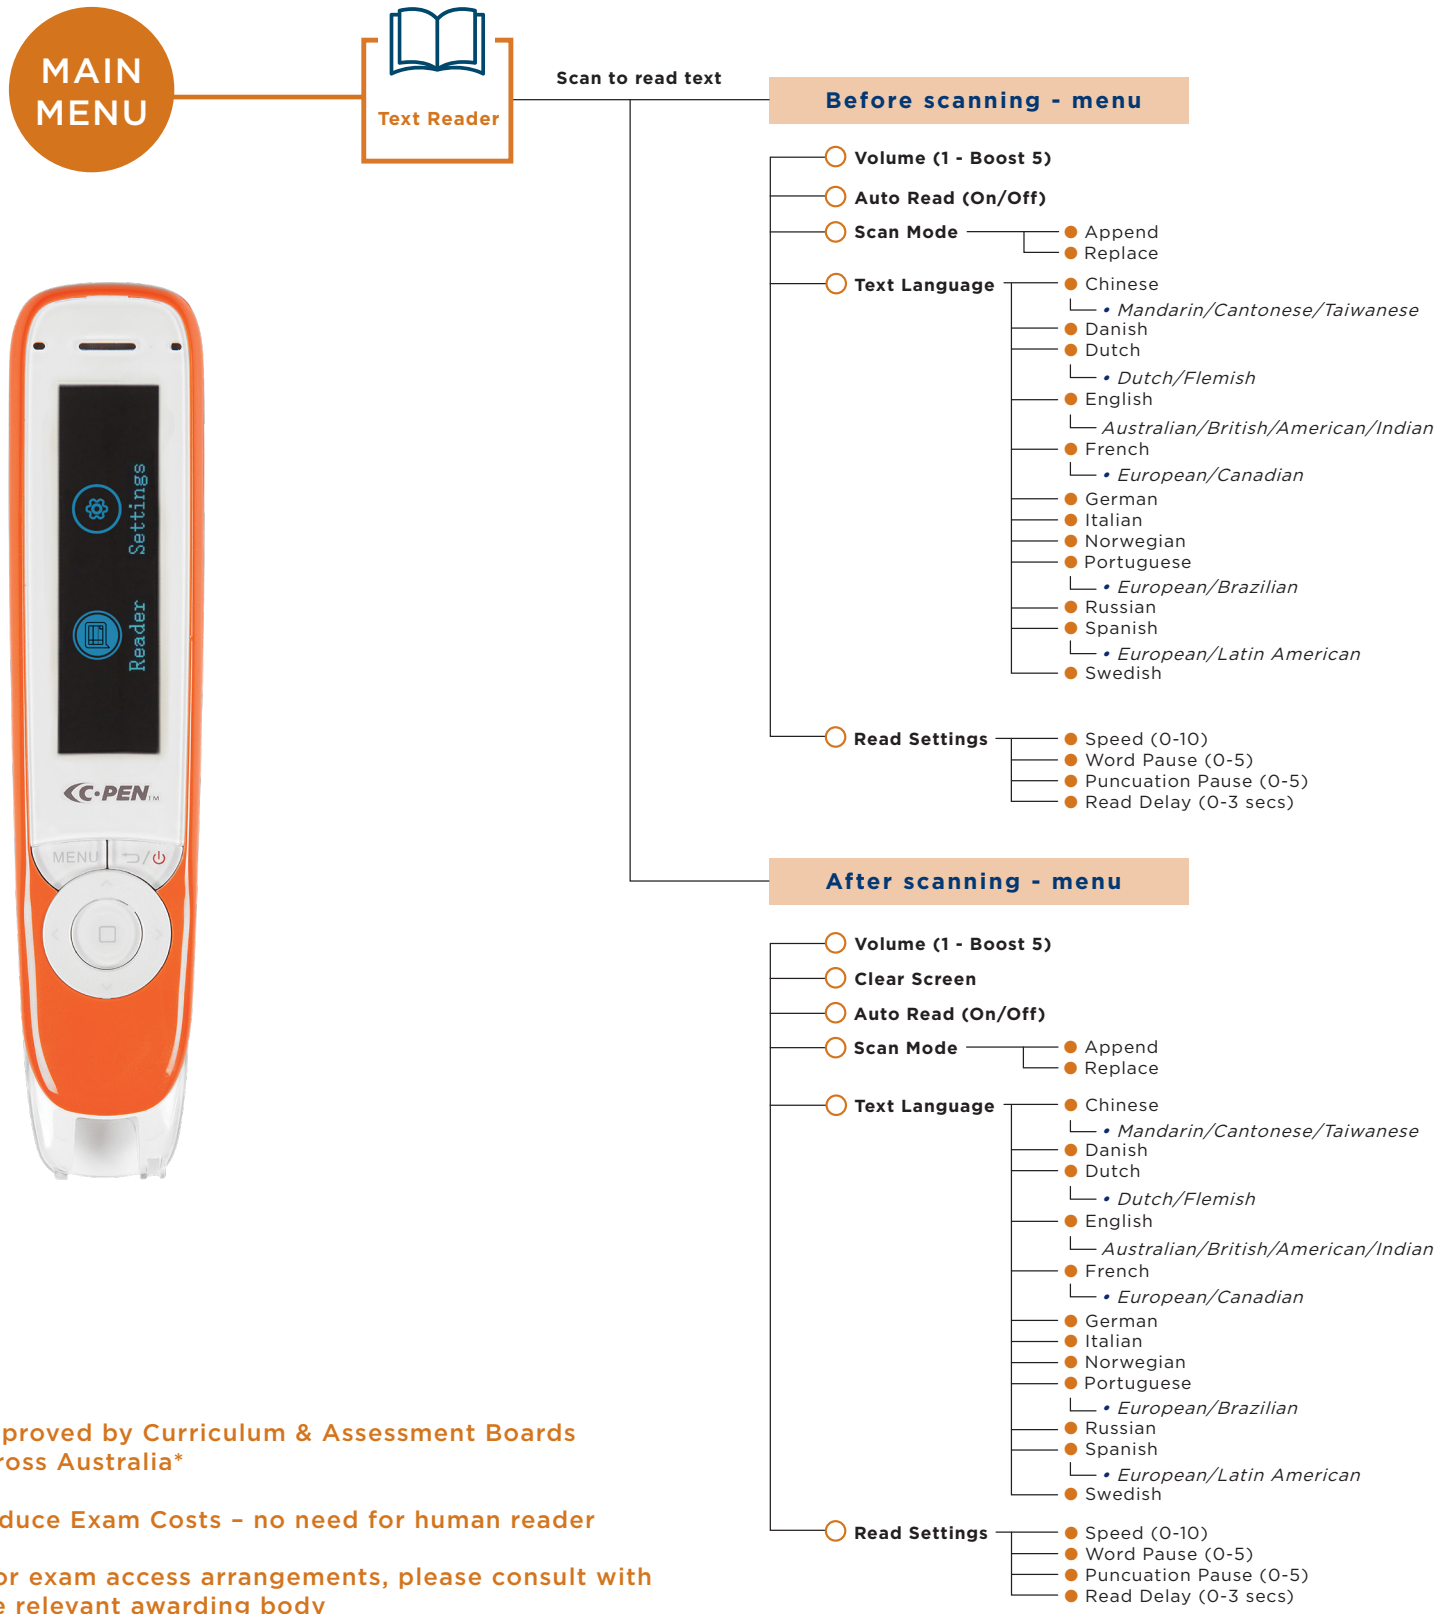 MAIN
MENU
Text Reader
Scan to read text
Before scanning - menu
Volume (1 - Boost 5)
Auto Read (On/Off)
Scan Mode
Append
Replace
Text Language
Chinese
• Mandarin/Cantonese/Taiwanese
Danish
Dutch
• Dutch/Flemish
English
Australian/British/American/Indian
French
• European/Canadian
German
Italian
Norwegian
Portuguese
• European/Brazilian
Russian
Spanish
• European/Latin American
Swedish
Read Settings
Speed (0-10)
Word Pause (0-5)
Puncuation Pause (0-5)
Read Delay (0-3 secs)
After scanning - menu
Volume (1 - Boost 5)
Clear Screen
Auto Read (On/Off)
Scan Mode
Append
Replace
Text Language
Chinese
• Mandarin/Cantonese/Taiwanese
Danish
Dutch
• Dutch/Flemish
English
Australian/British/American/Indian
French
• European/Canadian
German
Italian
Norwegian
Portuguese
• European/Brazilian
Russian
Spanish
• European/Latin American
Swedish
Read Settings
Speed (0-10)
Word Pause (0-5)
Puncuation Pause (0-5)
Read Delay (0-3 secs)
Reader
Settings
C·PEN TM
MENU
proved by Curriculum & Assessment Boards
ross Australia*
duce Exam Costs – no need for human reader
or exam access arrangements, please consult with
e relevant awarding body